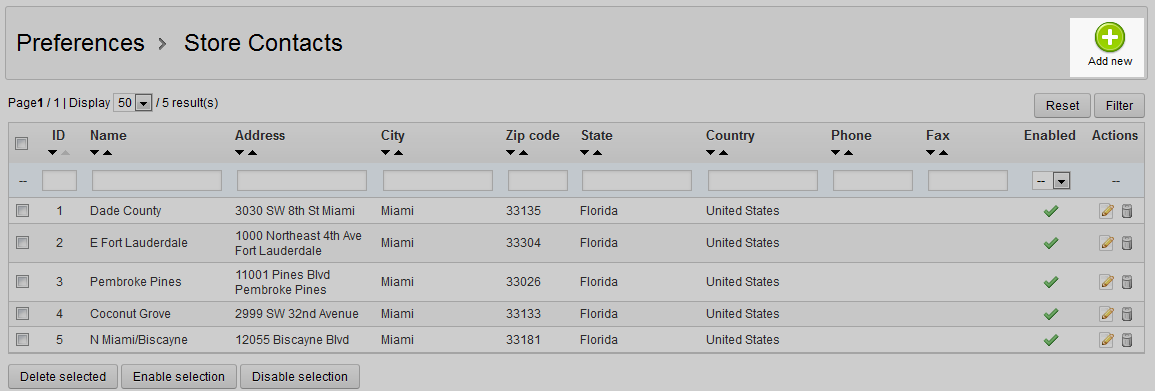 Preferences > Store Contacts
Add new
Page1 / 1 | Display 50 / 5 result(s)
Reset Filter
ID Name Address City Zip code State Country Phone Fax Enabled Actions
-- -- --
1 Dade County 3030 SW 8th St Miami Miami 33135 Florida United States
2 E Fort Lauderdale 1000 Northeast 4th Ave Fort Lauderdale Miami 33304 Florida United States
3 Pembroke Pines 11001 Pines Blvd Pembroke Pines Miami 33026 Florida United States
4 Coconut Grove 2999 SW 32nd Avenue Miami 33133 Florida United States
5 N Miami/Biscayne 12055 Biscayne Blvd Miami 33181 Florida United States
Delete selected Enable selection Disable selection